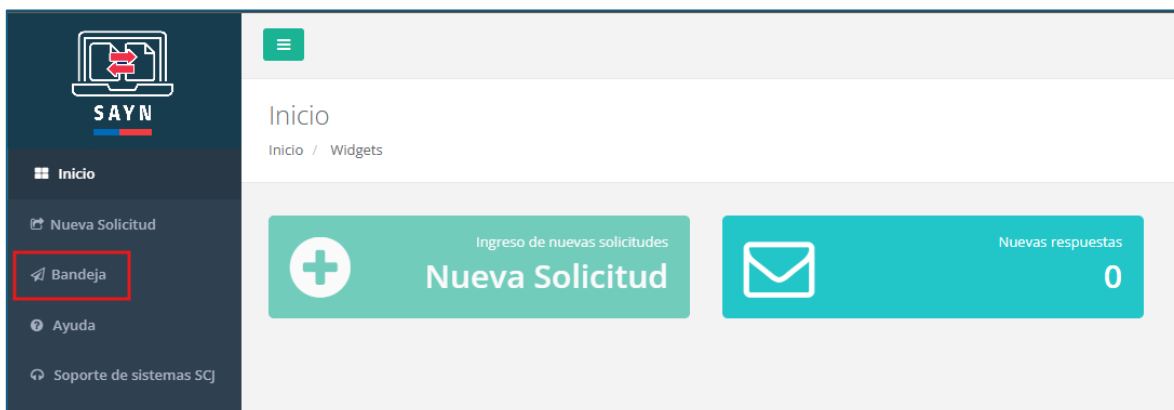 SAYN
Inicio
Nueva Solicitud
Bandeja
Ayuda
Soporte de sistemas SCJ
Inicio
Inicio / Widgets
Ingreso de nuevas solicitudes
Nueva Solicitud
Nuevas respuestas
0